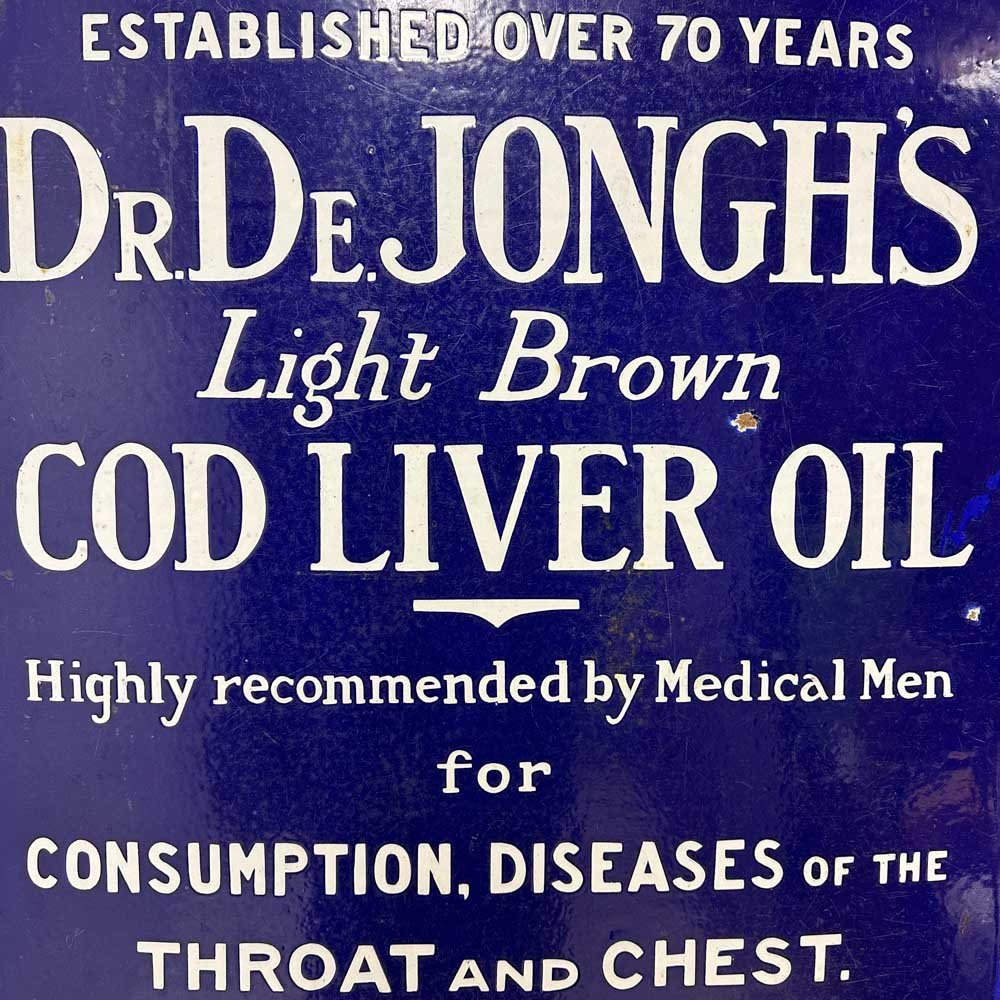 ESTABLISHED OVER 70 YEARS
DR. DE. JONGH'S
Light Brown
COD LIVER OIL
Highly recommended by Medical Men
for
CONSUMPTION, DISEASES OF THE
THROAT AND CHEST.